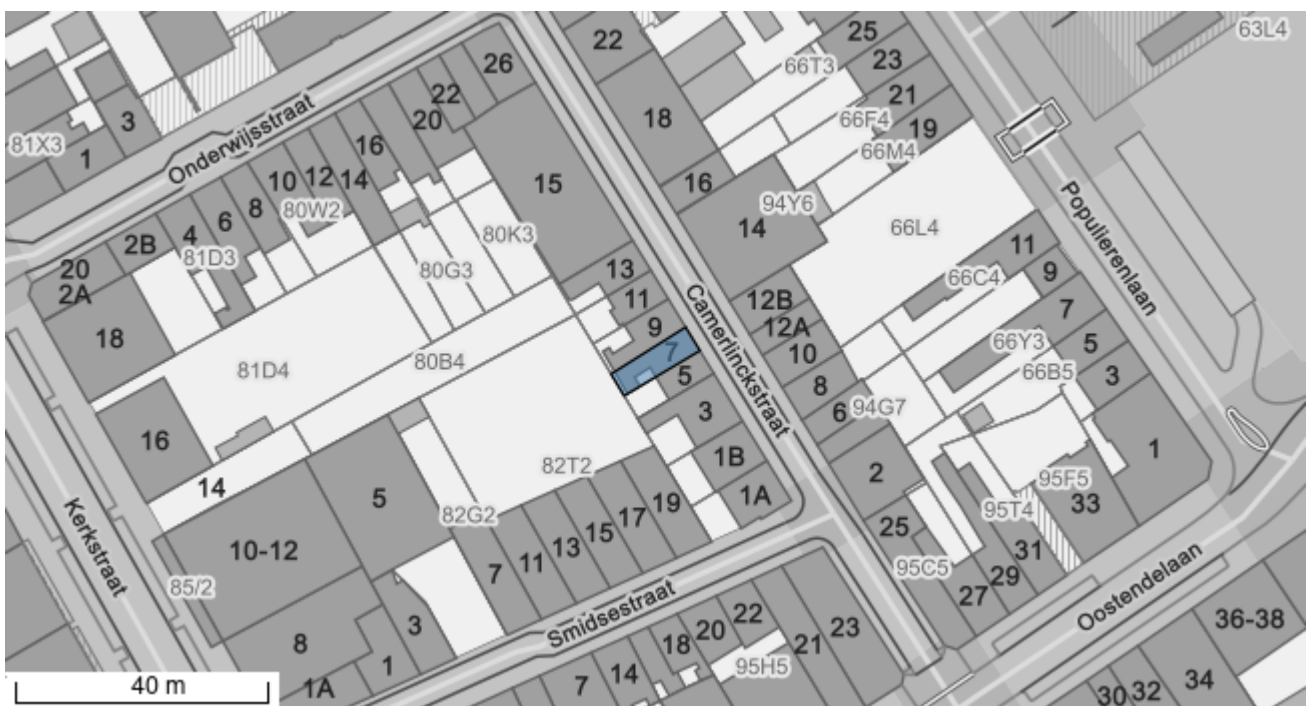 22
25
63L4
26
66T3
23
22
21
3
20
18
66F4
19
81X3
1
Onderwijsstraat
16
66M4
12
14
10
15
16
Populierenlaan
8
80W2
94Y6
6
66L4
4
14
2B
80K3
11
81D3
80G3
66C4
9
20
13
2A
12B
7
11
12A
18
9
66Y3
5
7
10
80B4
81D4
Camerlinckstraat
66B5
3
5
8
3
6
94G7
16
1B
2
1
82T2
14
5
19
1A
95F5
17
33
82G2
15
95T4
13
25
Kerkstraat
10-12
11
31
95C5
7
29
85/2
27
Oostendelaan
22
Smidsestraat
20
36-38
8
3
18
21
23
1
95H5
40 m
1A
7
14
30
32
34